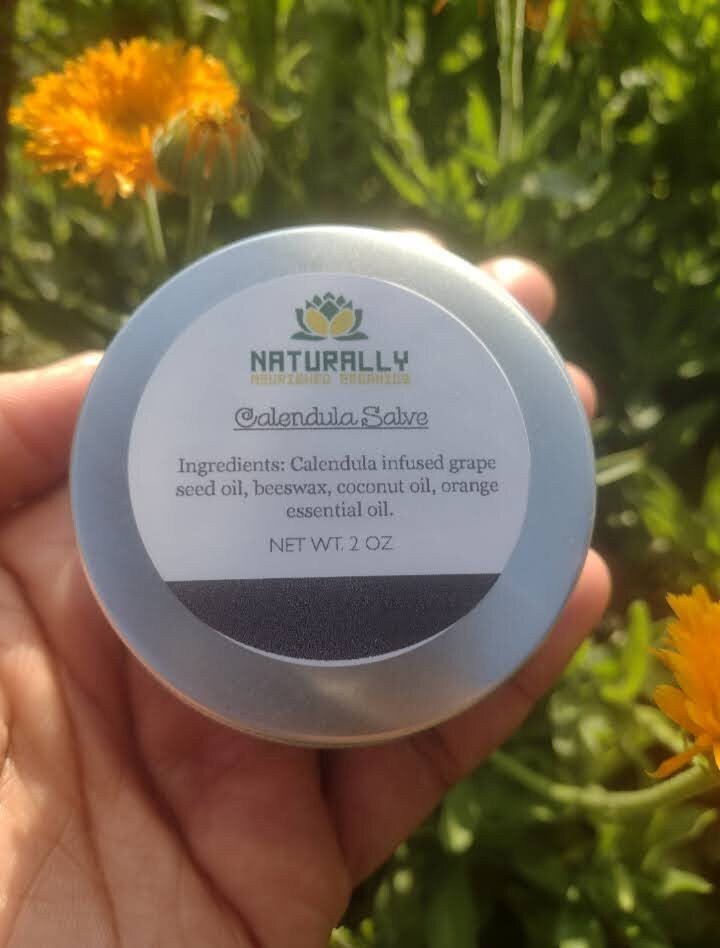 NATURALLY
NOURISHED ORGANICS
Calendula Salve
Ingredients: Calendula infused grape
seed oil, beeswax, coconut oil, orange
essential oil.
NET WT. 2 OZ